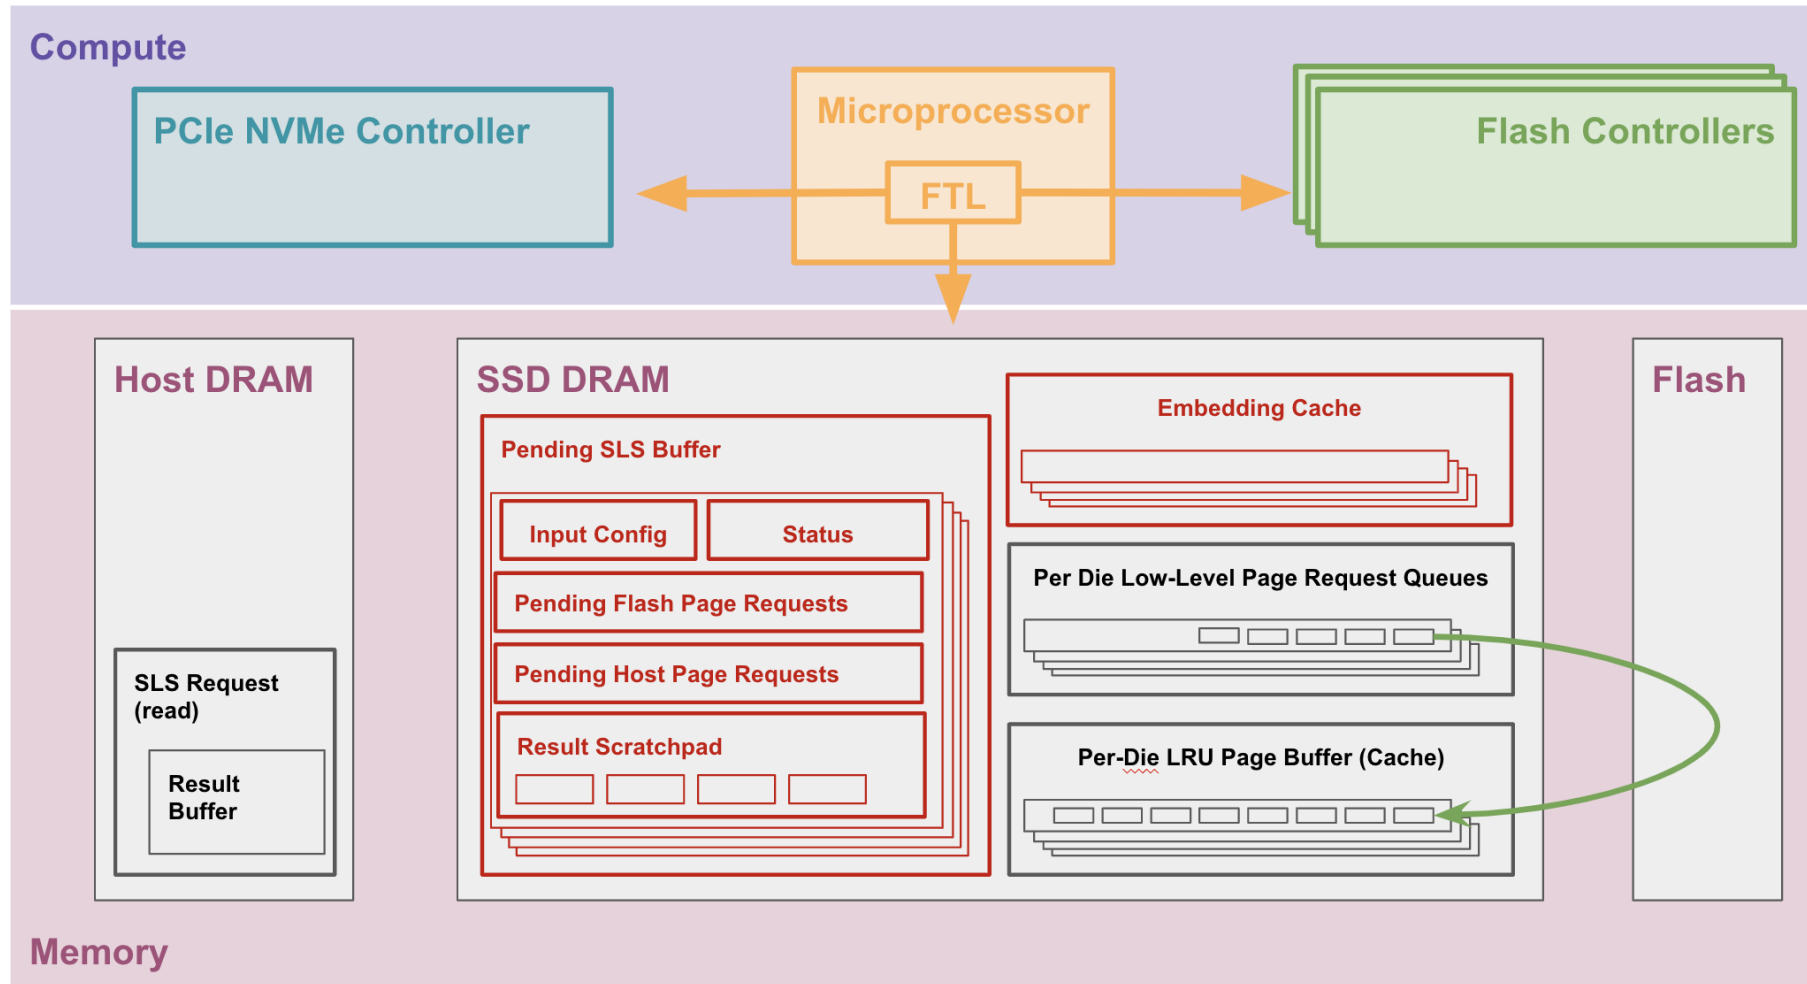 Compute
PCIe NVMe Controller
Microprocessor
FTL
Flash Controllers
Host DRAM
SLS Request
(read)
Result
Buffer
SSD DRAM
Pending SLS Buffer
Input Config
Status
Pending Flash Page Requests
Pending Host Page Requests
Result Scratchpad
Embedding Cache
Per Die Low-Level Page Request Queues
Per-Die LRU Page Buffer (Cache)
Flash
Memory